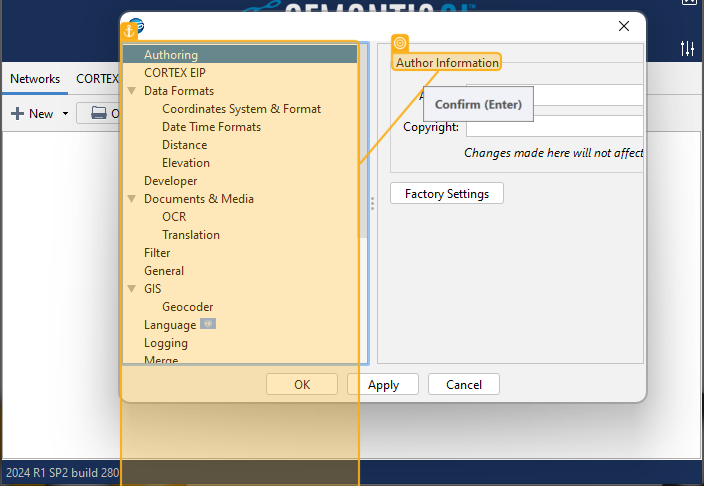 Networks
CORTEX
New
Authoring
CORTEX EIP
Data Formats
Coordinates System & Format
Date Time Formats
Distance
Elevation
Developer
Documents & Media
OCR
Translation
Filter
General
GIS
Geocoder
Language
Logging
Merge
Author Information
Confirm (Enter)
Copyright:
Changes made here will not affect
Factory Settings
OK
Apply
Cancel
2024 R1 SP2 build 280